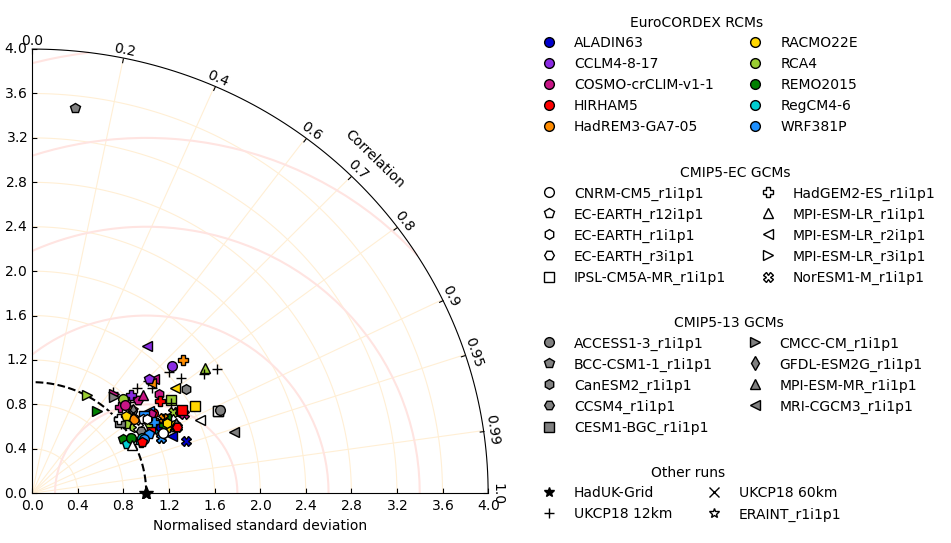 EuroCORDEX RCMs
ALADIN63
CCLM4-8-17
COSMO-crCLIM-v1-1
HIRHAM5
HadREM3-GA7-05
RACMO22E
RCA4
REMO2015
RegCM4-6
WRF381P
CMIP5-EC GCMs
CNRM-CM5_r1i1p1
EC-EARTH_r12i1p1
EC-EARTH_r1i1p1
EC-EARTH_r3i1p1
IPSL-CM5A-MR_r1i1p1
HadGEM2-ES_r1i1p1
MPI-ESM-LR_r1i1p1
MPI-ESM-LR_r2i1p1
MPI-ESM-LR_r3i1p1
NorESM1-M_r1i1p1
CMIP5-13 GCMs
ACCESS1-3_r1i1p1
BCC-CSM1-1_r1i1p1
CanESM2_r1i1p1
CCSM4_r1i1p1
CESM1-BGC_r1i1p1
CMCC-CM_r1i1p1
GFDL-ESM2G_r1i1p1
MPI-ESM-MR_r1i1p1
MRI-CGCM3_r1i1p1
Other runs
HadUK-Grid
UKCP18 12km
UKCP18 60km
ERAINT_r1i1p1
0.0
0.2
0.4
0.6
Correlation
0.7
0.8
0.9
0.95
0.99
1.0
4.0
3.6
3.2
2.8
2.4
2.0
1.6
1.2
0.8
0.4
0.0
0.0 0.4 0.8 1.2 1.6 2.0 2.4 2.8 3.2 3.6 4.0
Normalised standard deviation